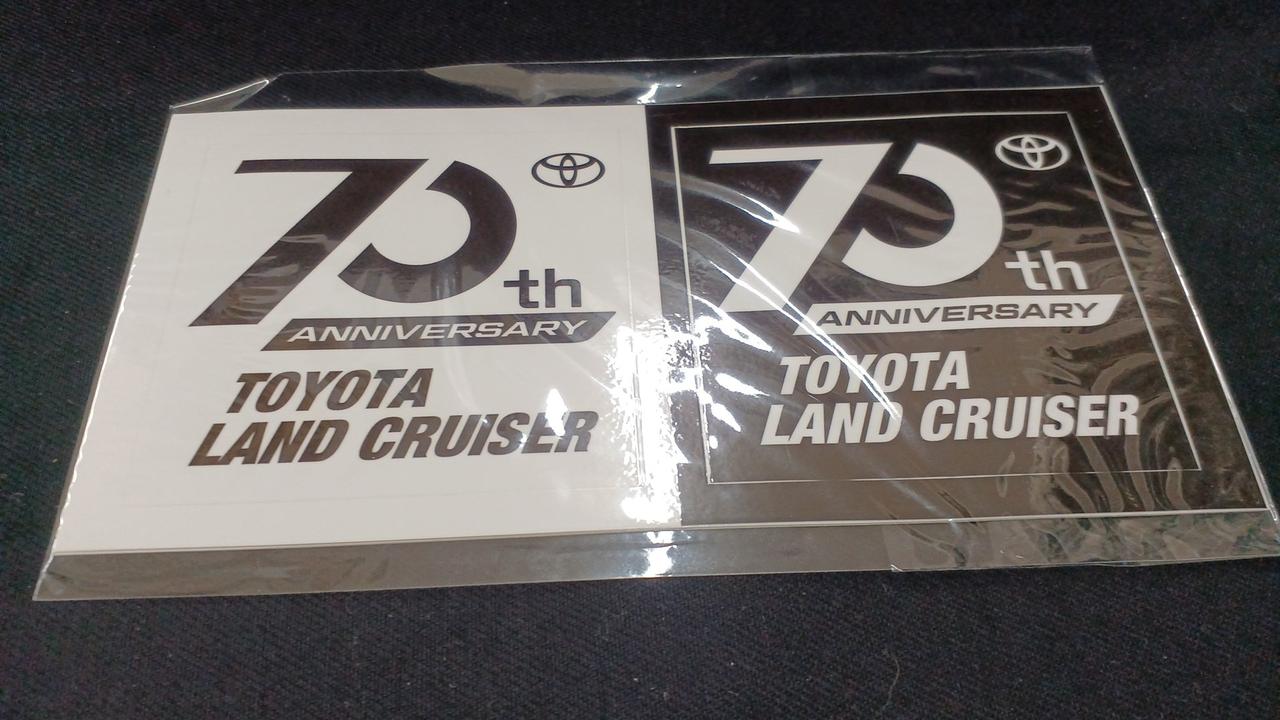 70th
ANNIVERSARY
TOYOTA
LAND CRUISER
70th
ANNIVERSARY
TOYOTA
LAND CRUISER